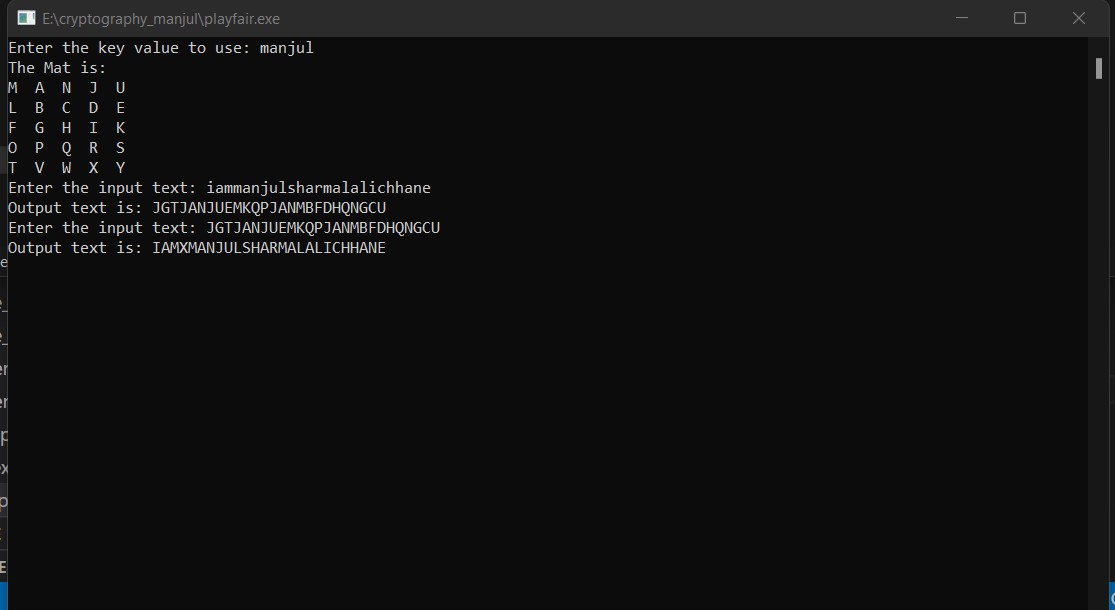 E:\cryptography_manjul\playfair.exe
Enter the key value to use: manjul
The Mat is:
M A N J U
L B C D E
F G H I K
O P Q R S
T V W X Y
Enter the input text: iammanjulsharmalalichhane
Output text is: JGTJANJUEMKQPJANMBFDHQNGCU
Enter the input text: JGTJANJUEMKQPJANMBFDHQNGCU
Output text is: IAMXMANJULSHARMALALICHHANE